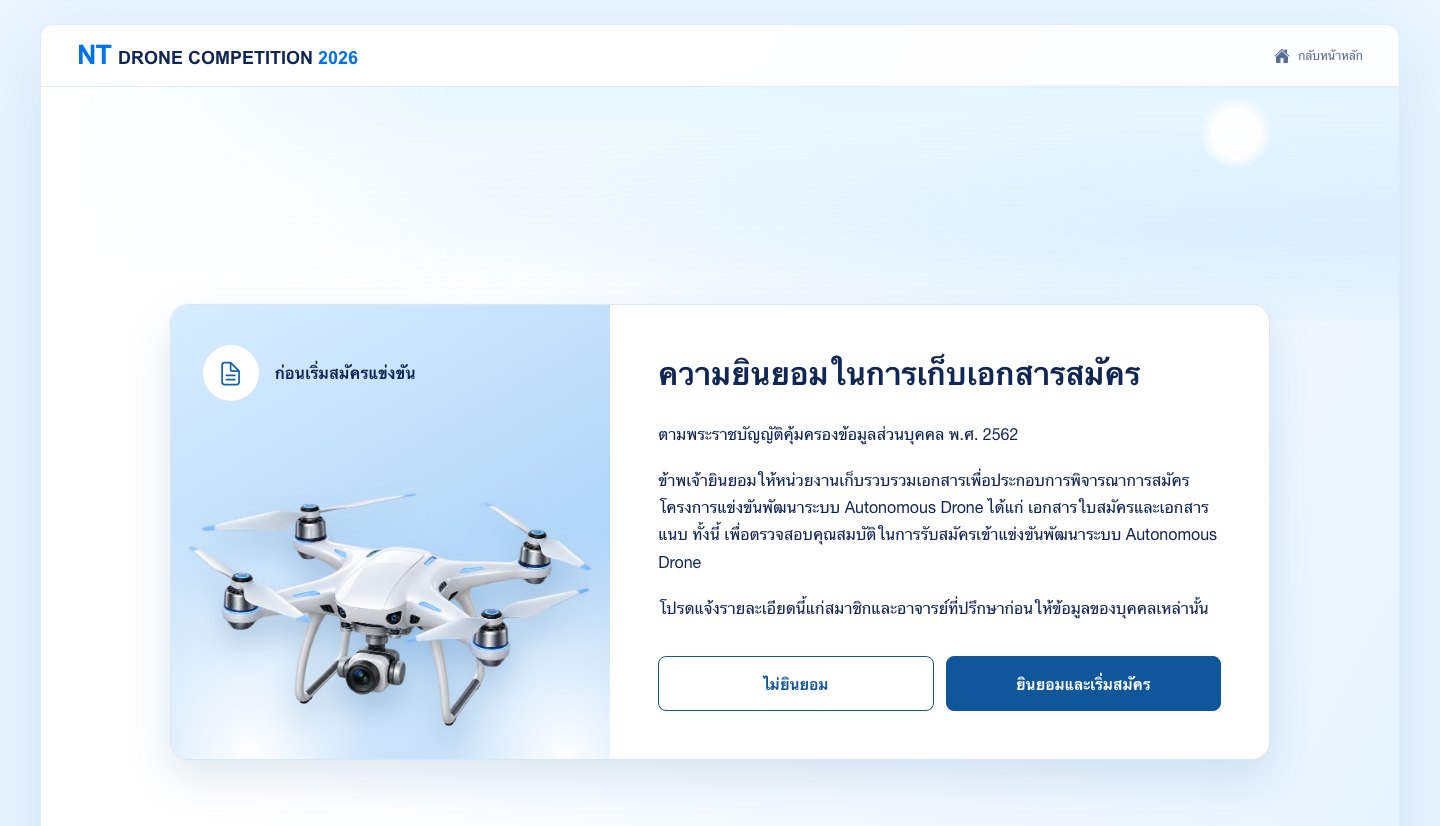 NT DRONE COMPETITION 2026
กลับหน้าหลัก
ก่อนเริ่มสมัครแข่งขัน
ความยินยอมในการเก็บเอกสารสมัคร
ตามพระราชบัญญัติคุ้มครองข้อมูลส่วนบุคคล พ.ศ. 2562
ข้าพเจ้ายินยอมให้หน่วยงานเก็บรวบรวมเอกสารเพื่อประกอบการพิจารณาการสมัคร
โครงการแข่งขันพัฒนาระบบ Autonomous Drone ได้แก่ เอกสารใบสมัครและเอกสาร
แนบ ทั้งนี้ เพื่อตรวจสอบคุณสมบัติในการรับสมัครเข้าแข่งขันพัฒนาระบบ Autonomous
Drone
โปรดแจ้งรายละเอียดนี้แก่สมาชิกและอาจารย์ที่ปรึกษาก่อนให้ข้อมูลของบุคคลเหล่านั้น
ไม่ยินยอม
ยินยอมและเริ่มสมัคร